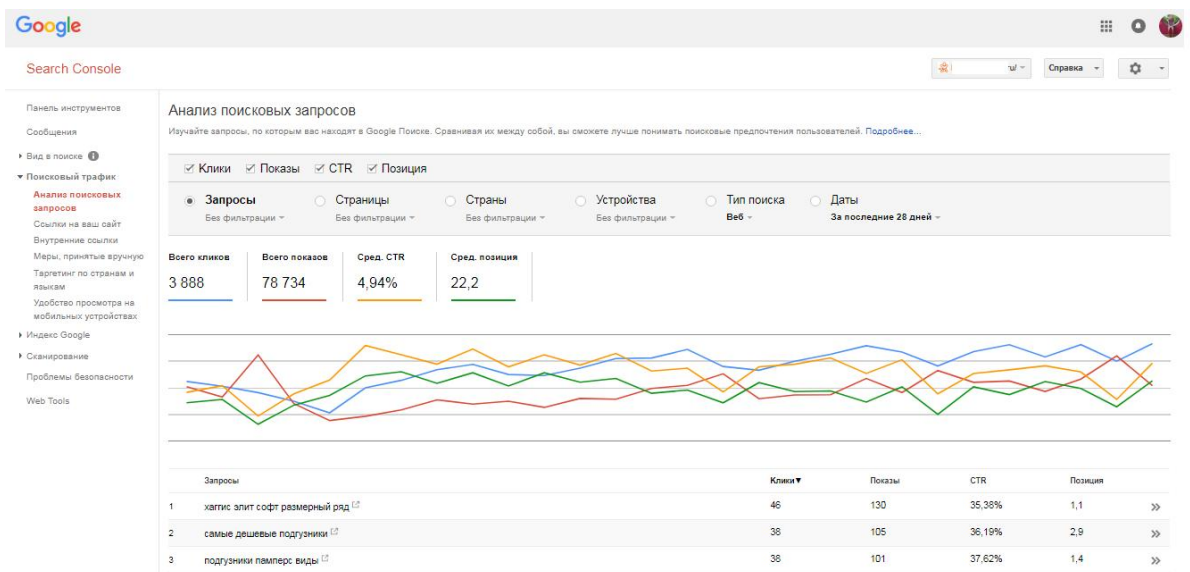 Google
Search Console
Справка
Панель инструментов
Сообщения
Вид в поиске
Поисковый трафик
Анализ поисковых
запросов
Ссылки на ваш сайт
Внутренние ссылки
Меры, принятые вручную
Таргетинг по странам и
языкам
Удобство просмотра на
мобильных устройствах
Индекс Google
Сканирование
Проблемы безопасности
Web Tools
Анализ поисковых запросов
Изучайте запросы, по которым вас находят в Google Поиске. Сравнивая их между собой, вы сможете лучше понимать поисковые предпочтения пользователей. Подробнее...
Клики Показы CTR Позиция
Запросы Страницы Страны Устройства Тип поиска Даты
Без фильтрации Без фильтрации Без фильтрации Без фильтрации Веб За последние 28 дней
Всего кликов Всего показов Сред. CTR Сред. позиция
3 888 78 734 4,94% 22,2
Запросы Клики▼ Показы CTR Позиция
1 хаггис элит софт размерный ряд 46 130 35,38% 1,1 »
2 самые дешевые подгузники 38 105 36,19% 2,9 »
3 подгузники памперс виды 38 101 37,62% 1,4 »